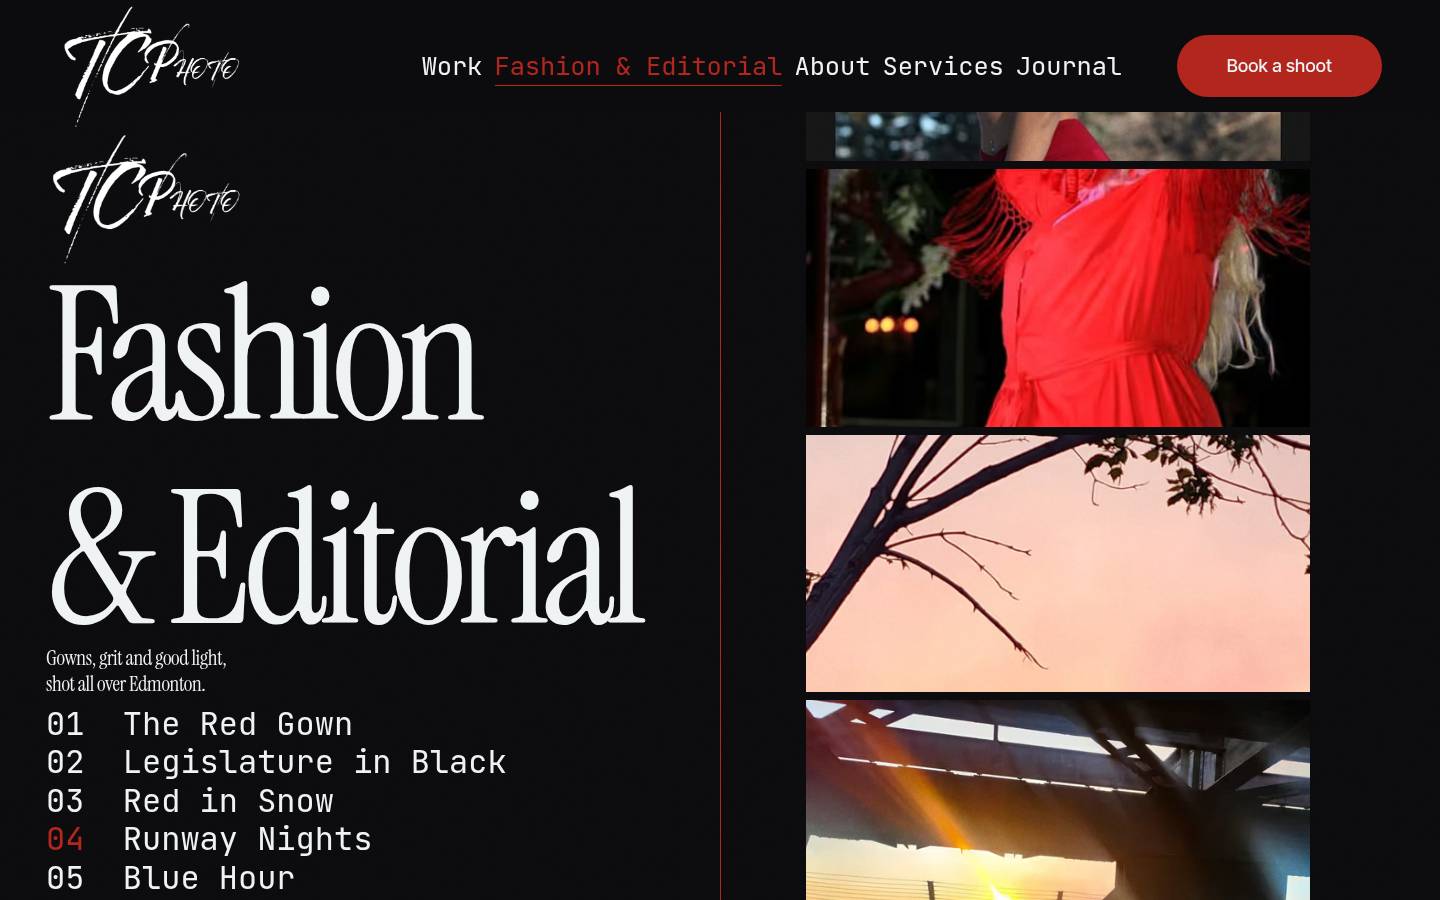 TCPhoto
Work Fashion & Editorial About Services Journal
Book a shoot
TCPhoto
Fashion
& Editorial
Gowns, grit and good light,
shot all over Edmonton.
01 The Red Gown
02 Legislature in Black
03 Red in Snow
04 Runway Nights
05 Blue Hour